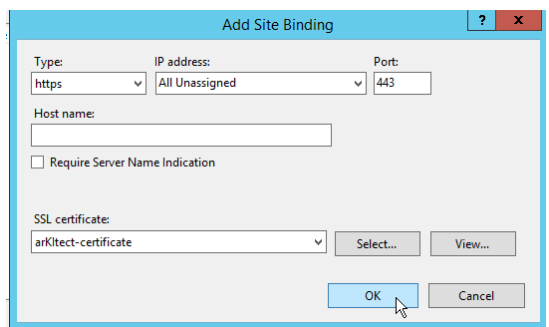 Add Site Binding
? x
Type: IP address: Port:
https All Unassigned 443
Host name:
Require Server Name Indication
SSL certificate:
arKItect-certificate Select... View...
OK Cancel